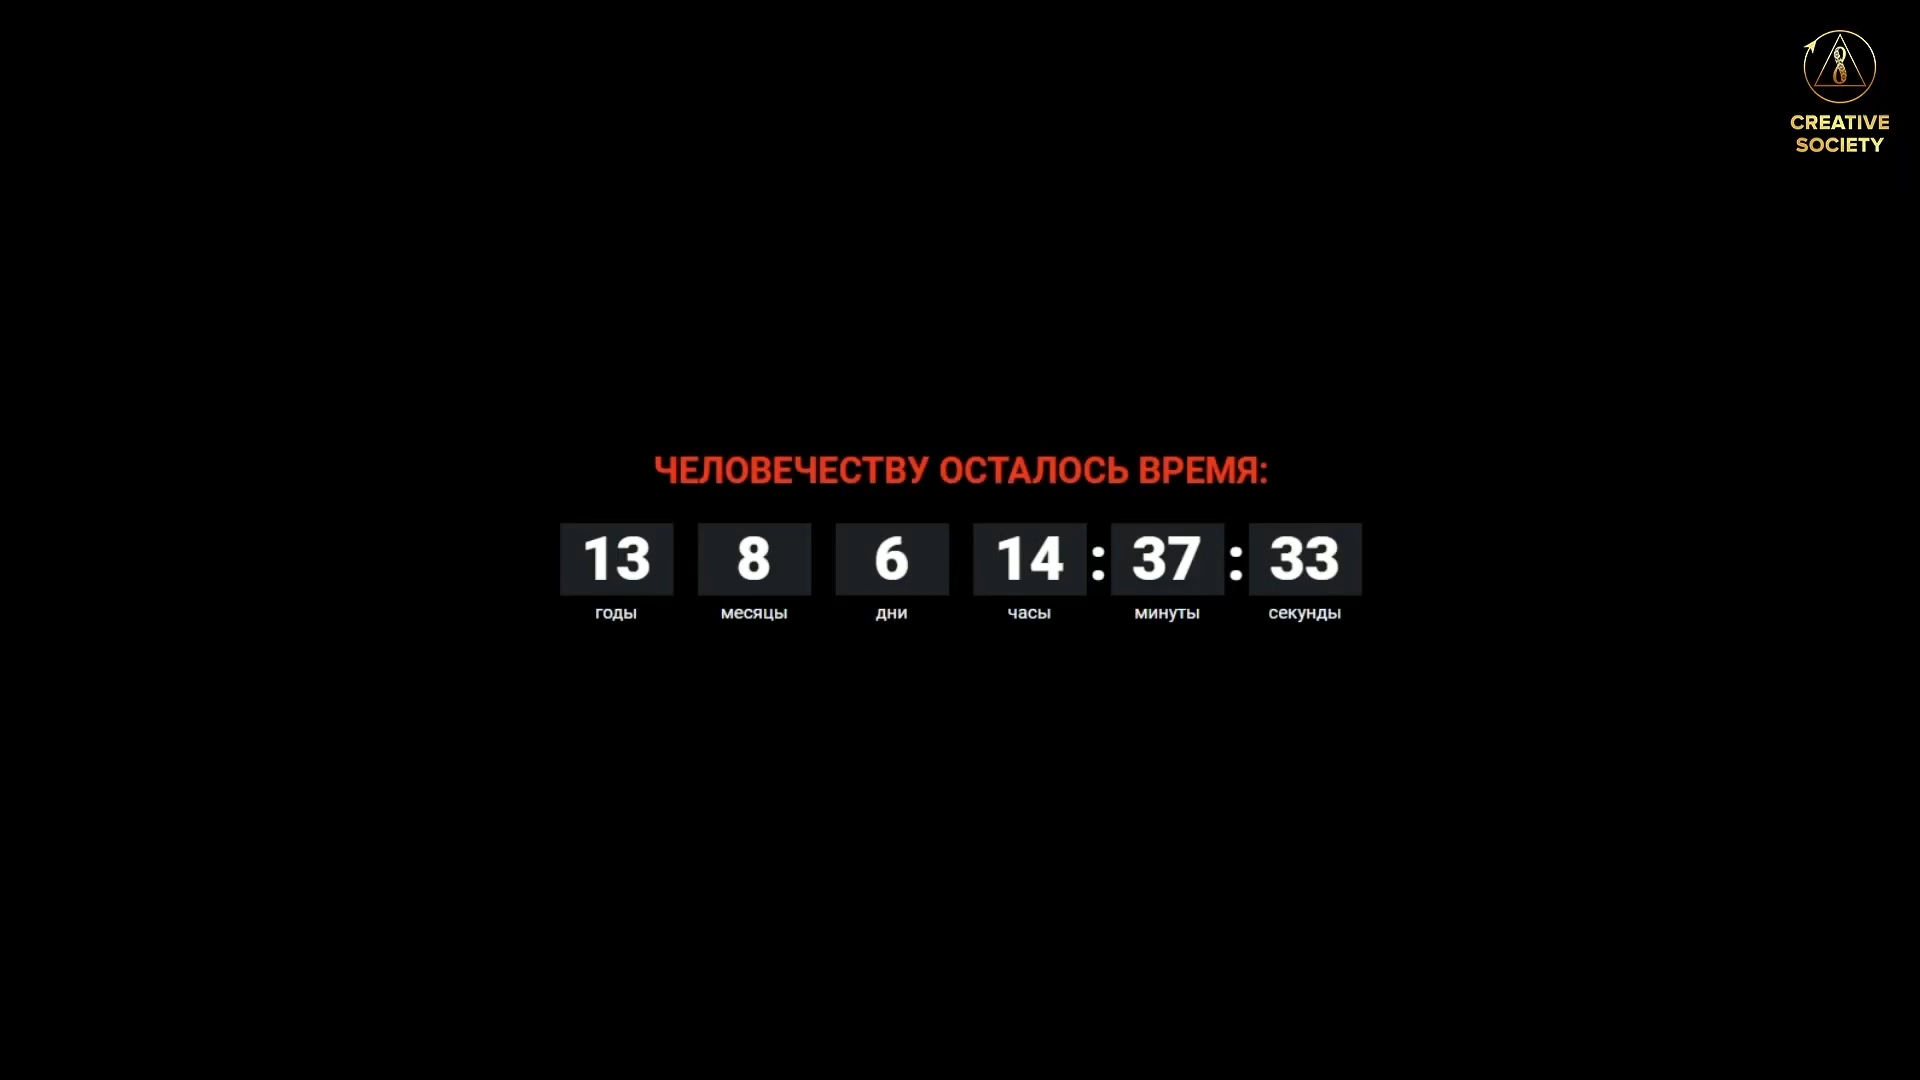 CREATIVE
SOCIETY
ЧЕЛОВЕЧЕСТВУ ОСТАЛОСЬ ВРЕМЯ:
13 8 6 14 : 37 : 33
годы месяцы дни часы минуты секунды